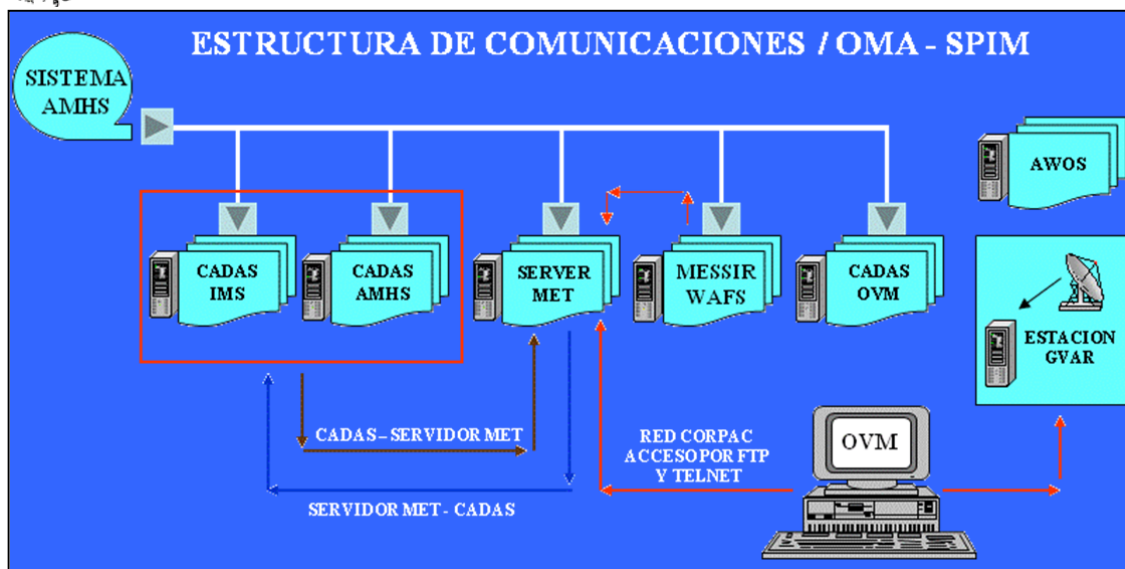 ESTRUCTURA DE COMUNICACIONES / OMA - SPIM
SISTEMA
AMHS
AWOS
CADAS
IMS
CADAS
AMHS
SERVER
MET
MESSIR
WAFS
CADAS
OVM
ESTACION
GVAR
CADAS – SERVIDOR MET
SERVIDOR MET - CADAS
RED CORPAC
ACCESO POR FTP
Y TELNET
OVM